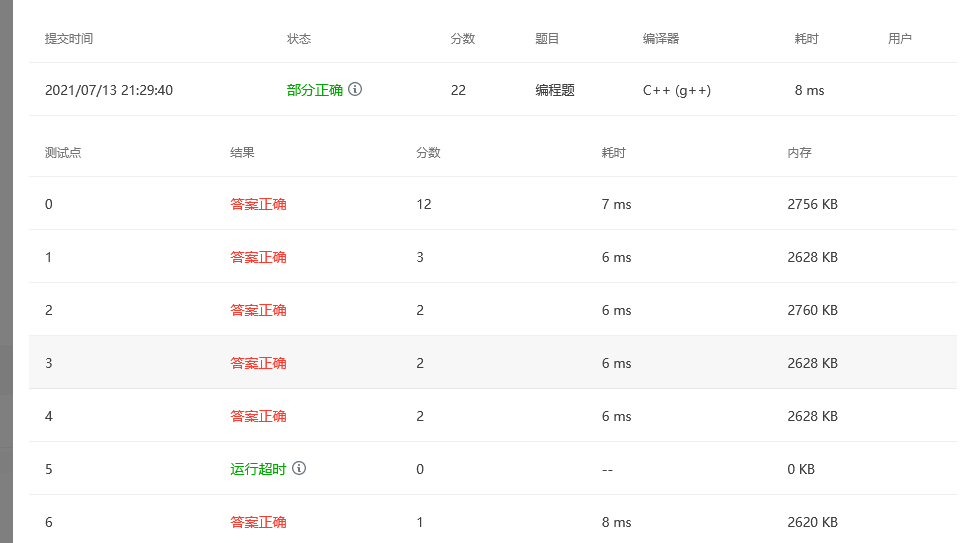 提交时间 状态 分数 题目 编译器 耗时 用户
2021/07/13 21:29:40 部分正确 22 编程题 C++ (g++) 8 ms
测试点 结果 分数 耗时 内存
0 答案正确 12 7 ms 2756 KB
1 答案正确 3 6 ms 2628 KB
2 答案正确 2 6 ms 2760 KB
3 答案正确 2 6 ms 2628 KB
4 答案正确 2 6 ms 2628 KB
5 运行超时 0 -- 0 KB
6 答案正确 1 8 ms 2620 KB